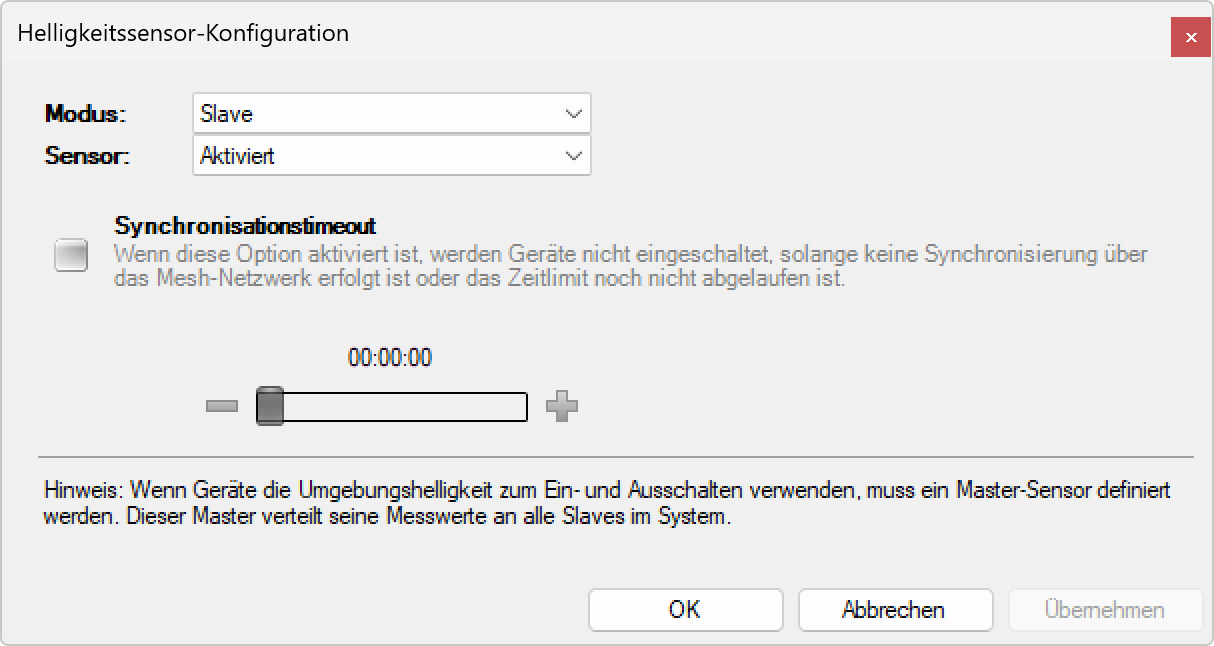 Helligkeitssensor-Konfiguration
Modus: Slave
Sensor: Aktiviert
Synchronisationstimeout
Wenn diese Option aktiviert ist, werden Geräte nicht eingeschaltet, solange keine Synchronisierung über
das Mesh-Netzwerk erfolgt ist oder das Zeitlimit noch nicht abgelaufen ist.
00:00:00
Hinweis: Wenn Geräte die Umgebungshelligkeit zum Ein- und Ausschalten verwenden, muss ein Master-Sensor definiert
werden. Dieser Master verteilt seine Messwerte an alle Slaves im System.
OK Abbrechen Übernehmen